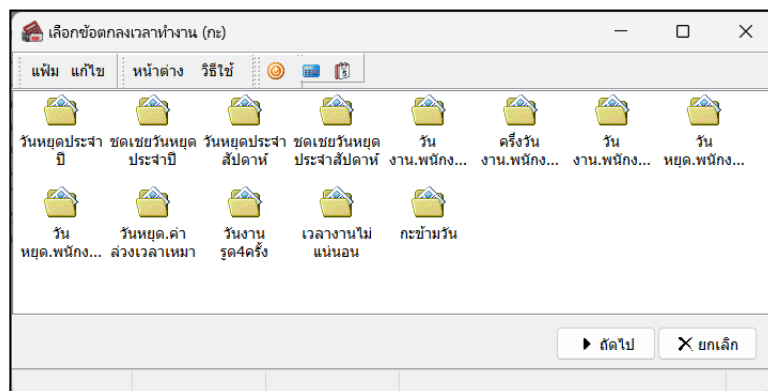 เลือกข้อตกลงเวลาทำงาน (กะ)
แฟ้ม แก้ไข หน้าต่าง วิธีใช้
วันหยุดประจำ ชดเชยวันหยุด วันหยุดประจำ ชดเชยวันหยุด วัน ครึ่งวัน วัน วัน
ปี ประจำปี สัปดาห์ ประจำสัปดาห์ งาน.พนักง... งาน.พนักง... งาน.พนักง... หยุด.พนักง...
วัน วันหยุด.ค่า วันงาน เวลางานไม่ กะข้ามวัน
หยุด.พนักง... ล่วงเวลาเหมา รูด4ครั้ง แน่นอน
ถัดไป ยกเลิก